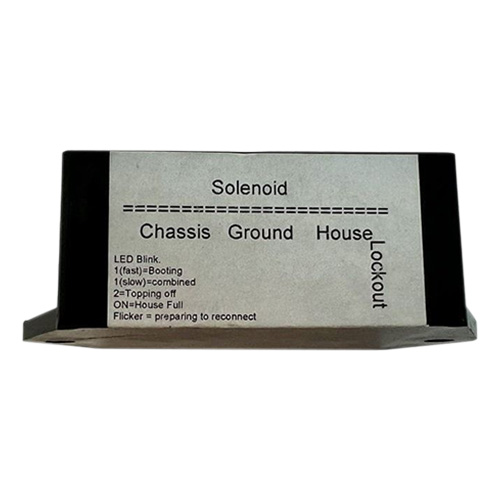 Solenoid
============================
Chassis Ground House
Lockout
LED Blink.
1(fast)=Booting
1(slow)=combined
2=Topping off
ON=House Full
Flicker = preparing to reconnect